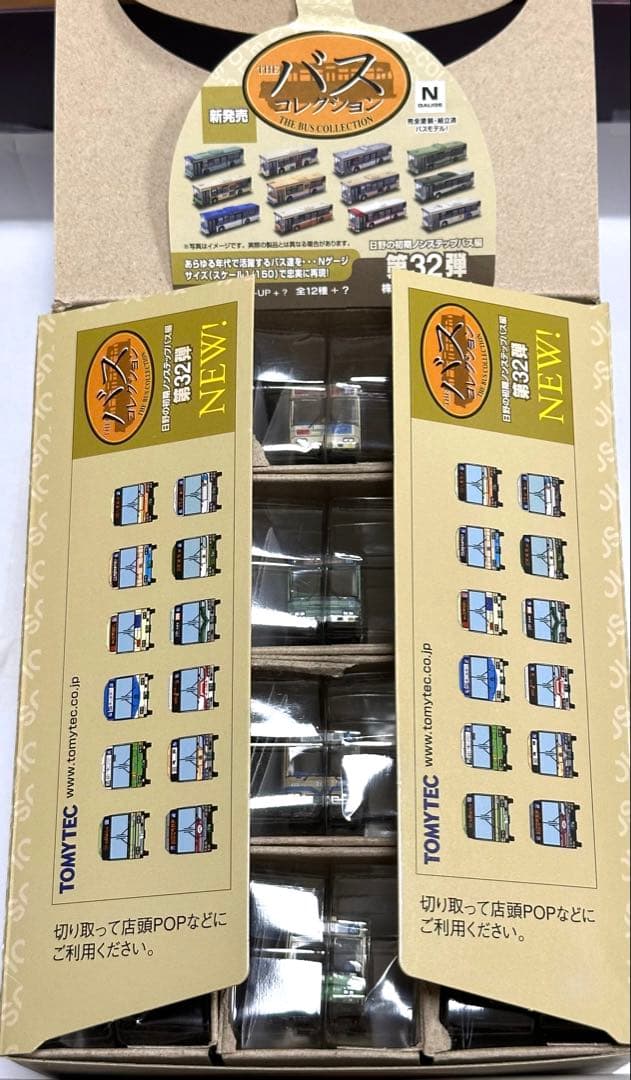 THE
バス
コレクション
THE BUS COLLECTION
新発売
N
GAUGE
完全塗装・組立済
バスモデル!
※写真はイメージです。実際の製品とは異なる場合があります。
あらゆる年代で活躍するバス達を・・・Nゲージ
サイズ(スケール1/150)で忠実に再現!
日野の初期ノンステップバス編
第32弾
-UP+? 全12種+?
株
バス
コレクション
THE BUS COLLECTION
日野の初期ノンステップバス編
第32弾
NEW!
TOMYTEC www.tomytec.co.jp
切り取って店頭POPなどに
ご利用ください。
バス
コレクション
THE BUS COLLECTION
日野の初期ノンステップバス編
第32弾
NEW!
TOMYTEC www.tomytec.co.jp
切り取って店頭POPなどに
ご利用ください。